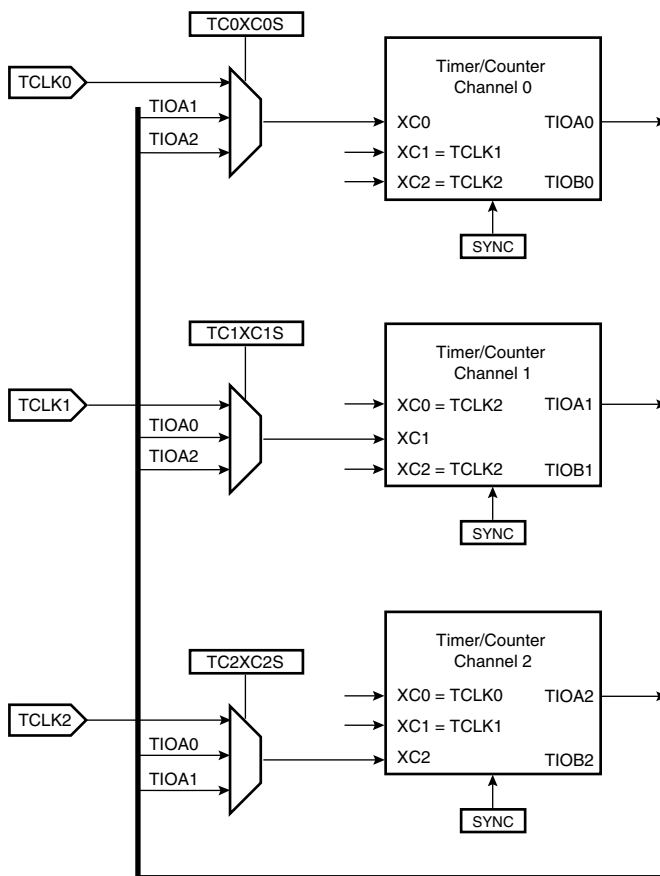 TC0XC0S
TCLK0
TIOA1
TIOA2
Timer/Counter
Channel 0
XC0
TIOA0
XC1 = TCLK1
XC2 = TCLK2
TIOB0
SYNC
TC1XC1S
TCLK1
TIOA0
TIOA2
Timer/Counter
Channel 1
XC0 = TCLK2
TIOA1
XC1
XC2 = TCLK2
TIOB1
SYNC
TC2XC2S
TCLK2
TIOA0
TIOA1
Timer/Counter
Channel 2
XC0 = TCLK0
TIOA2
XC1 = TCLK1
XC2
TIOB2
SYNC